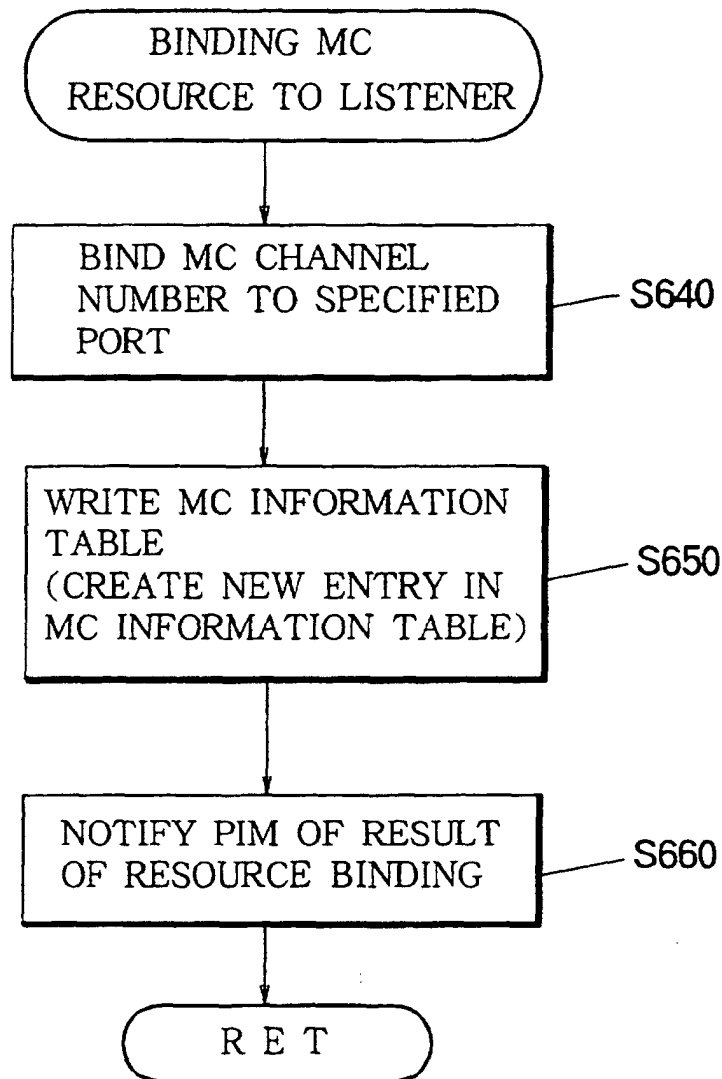 BINDING MC
RESOURCE TO LISTENER
BIND MC CHANNEL
NUMBER TO SPECIFIED
PORT
S640
WRITE MC INFORMATION
TABLE
(CREATE NEW ENTRY IN
MC INFORMATION TABLE)
S650
NOTIFY PIM OF RESULT
OF RESOURCE BINDING
S660
R E T